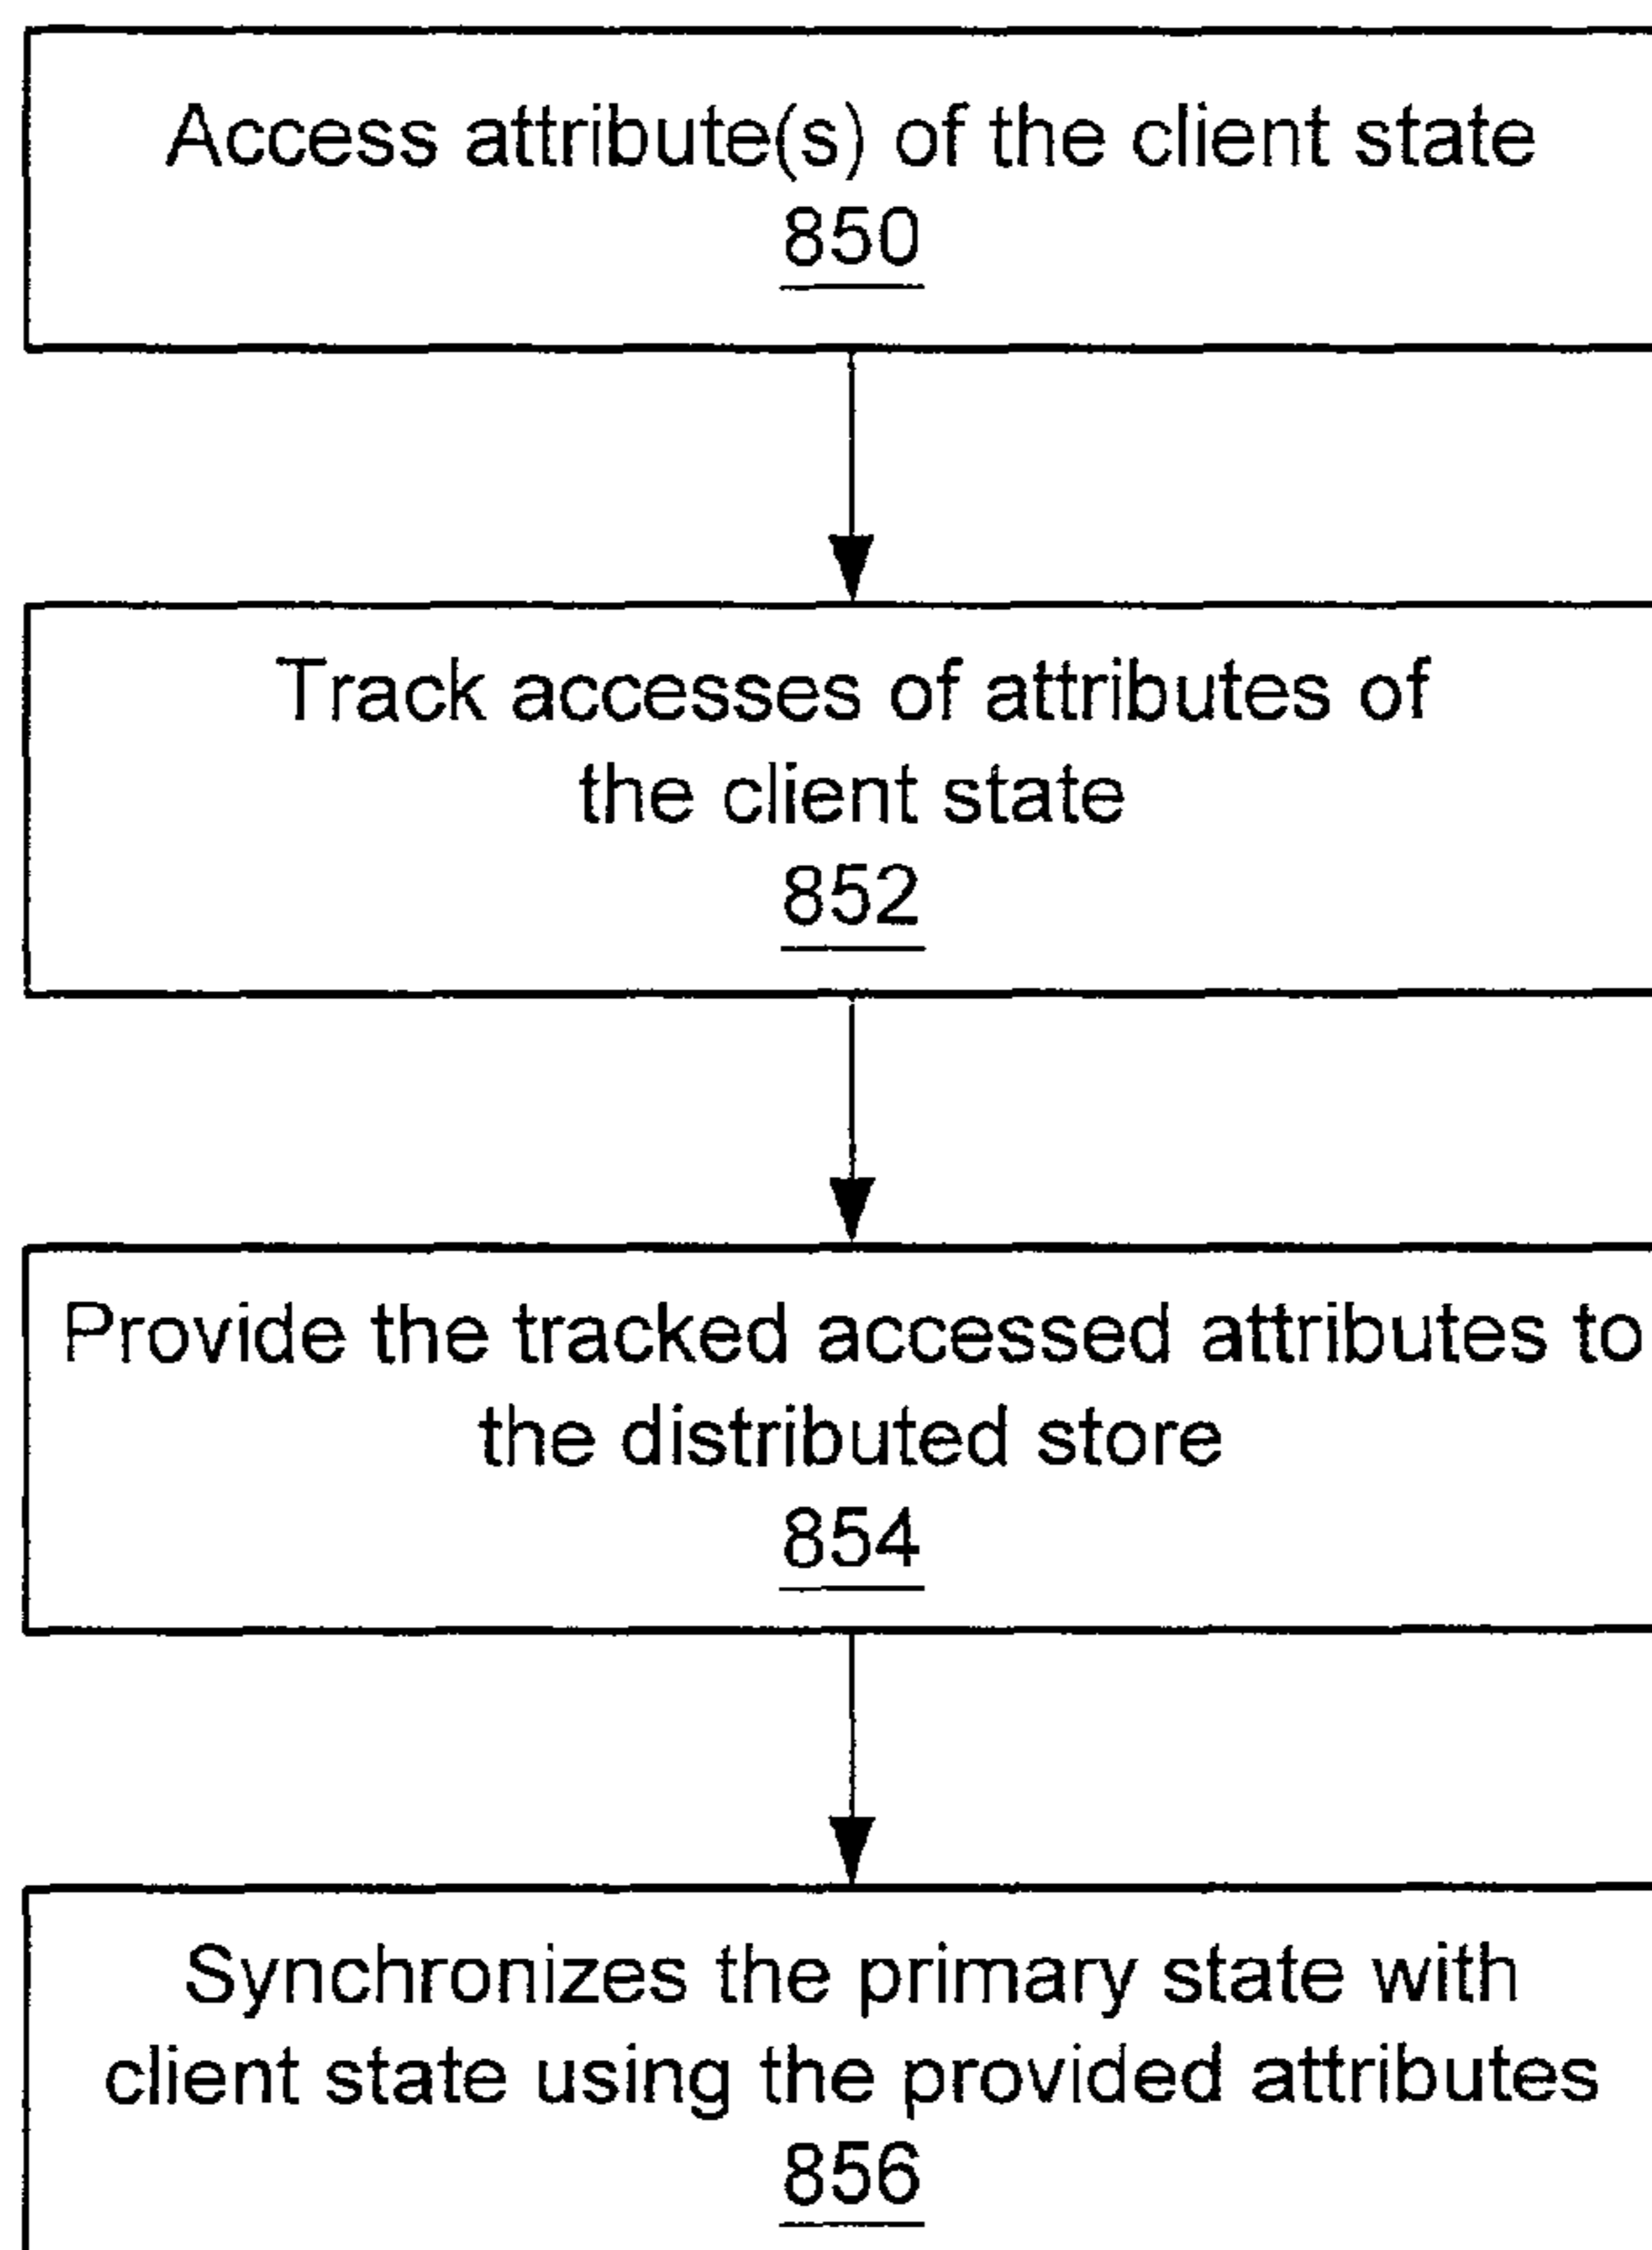 Access attribute(s) of the client state
850
Track accesses of attributes of
the client state
852
Provide the tracked accessed attributes to
the distributed store
854
Synchronizes the primary state with
client state using the provided attributes
856